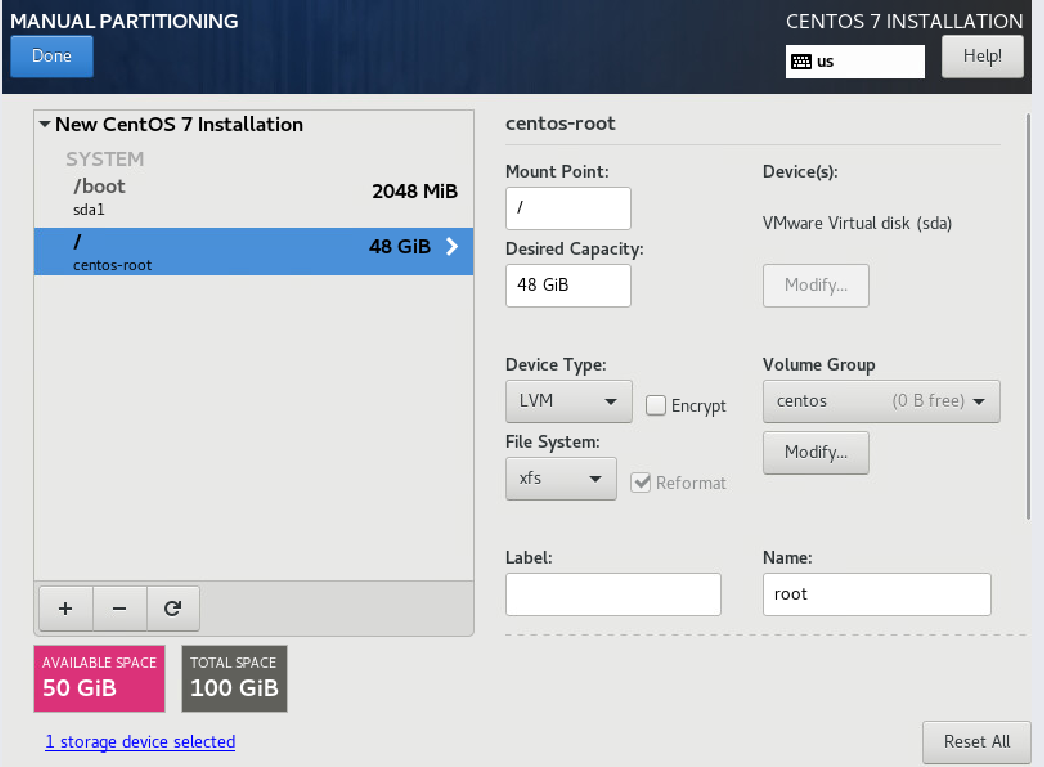 MANUAL PARTITIONING
CENTOS 7 INSTALLATION
Done
us
Help!
New CentOS 7 Installation
SYSTEM
/boot
2048 MiB
sda1
/
48 GiB
centos-root
+ −
AVAILABLE SPACE
50 GiB
TOTAL SPACE
100 GiB
1 storage device selected
centos-root
Mount Point:
/
Device(s):
VMware Virtual disk (sda)
Desired Capacity:
48 GiB
Modify...
Device Type:
LVM
Encrypt
Volume Group
centos (0 B free)
Modify...
File System:
xfs
Reformat
Label:
Name:
root
Reset All